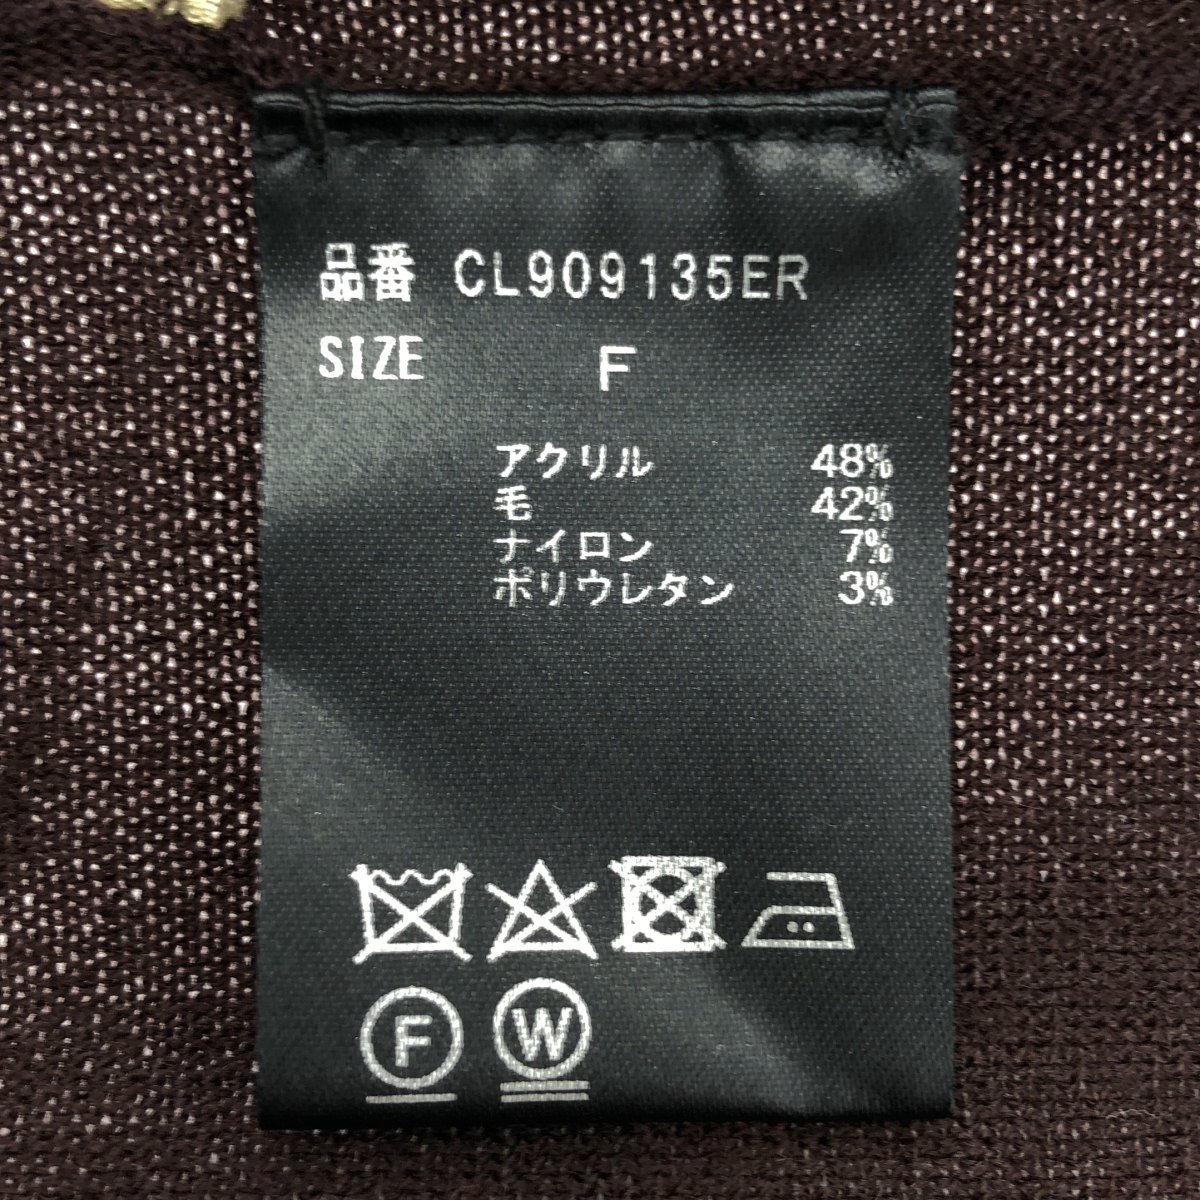 品番 CL909135ER
SIZE F
アクリル 48%
毛 42%
ナイロン 7%
ポリウレタン 3%
F W